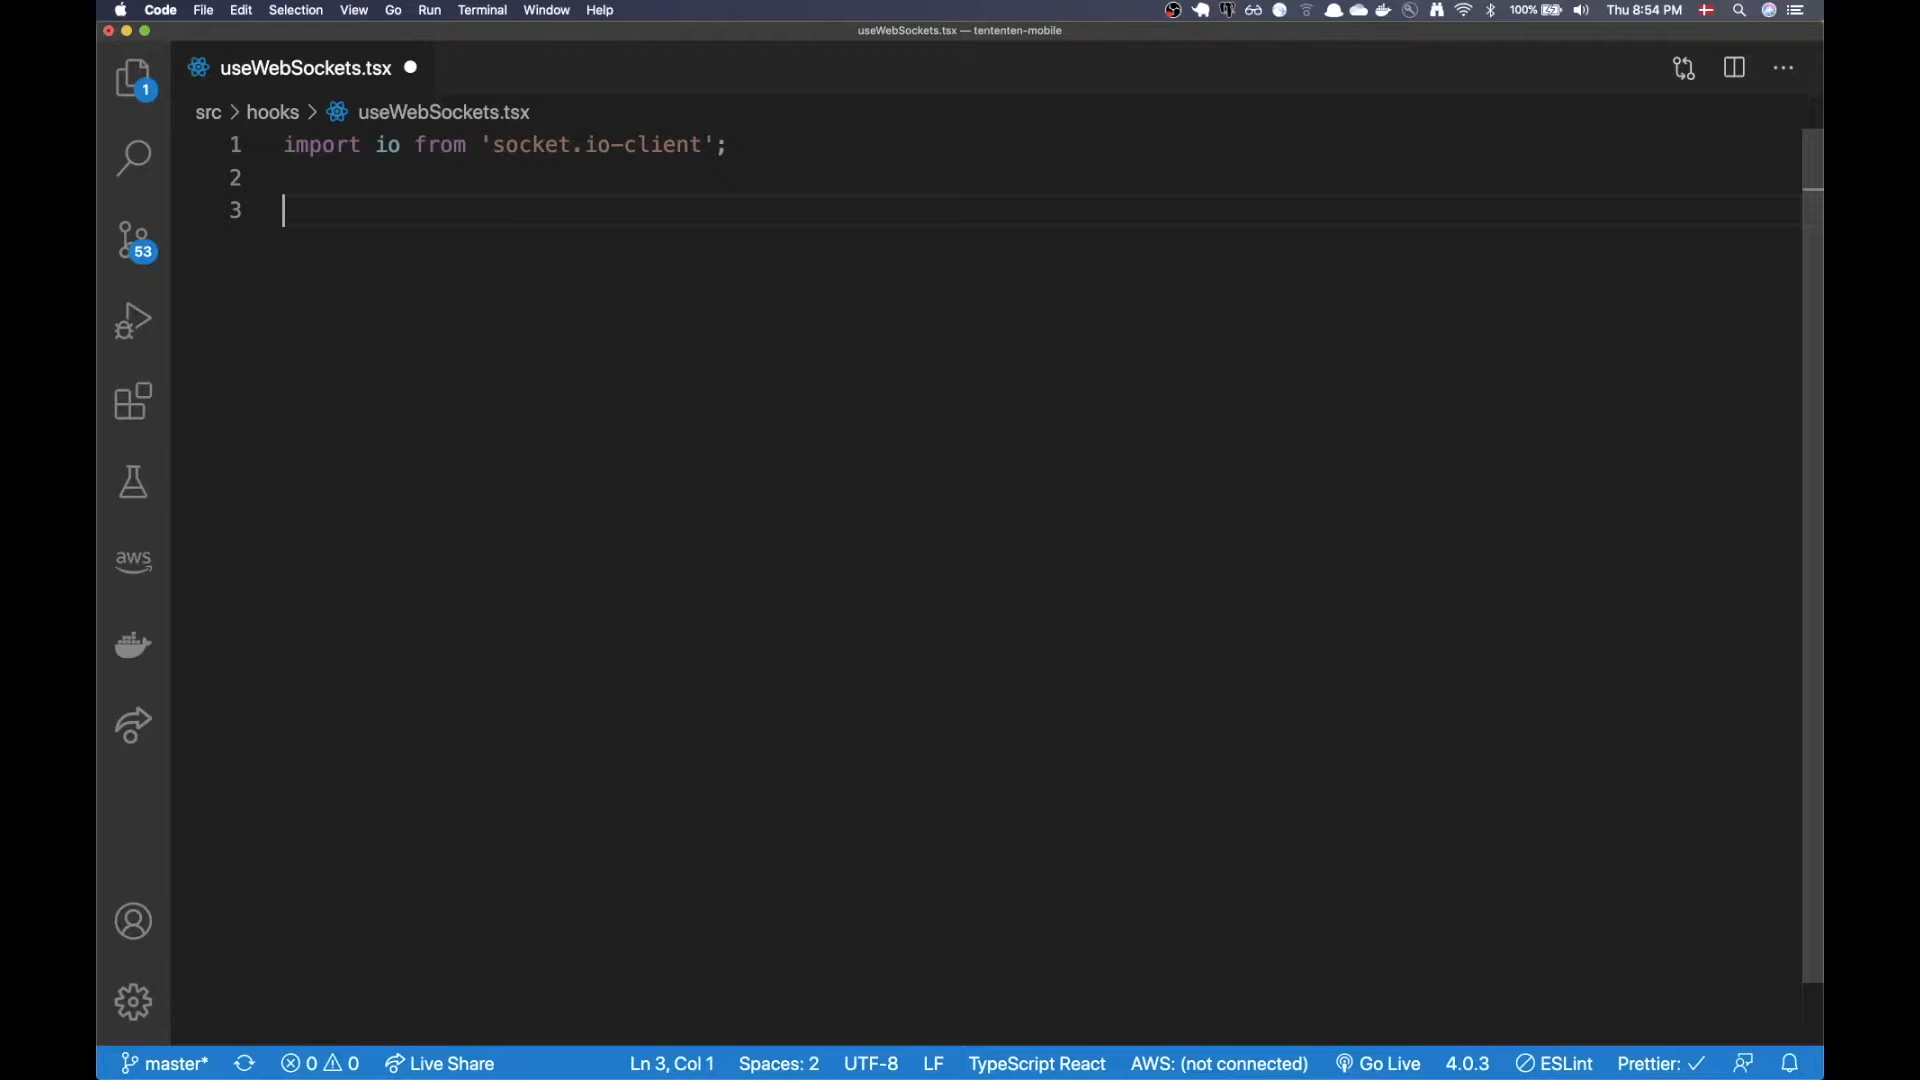 Code File Edit Selection View Go Run Terminal Window Help 100% Thu 8:54 PM
useWebSockets.tsx — tententen-mobile
useWebSockets.tsx
src > hooks > useWebSockets.tsx
1 import io from 'socket.io-client';
2
3
1
53
aws
master* 0 0 Live Share Ln 3, Col 1 Spaces: 2 UTF-8 LF TypeScript React AWS: (not connected) Go Live 4.0.3 ESLint Prettier: ✓